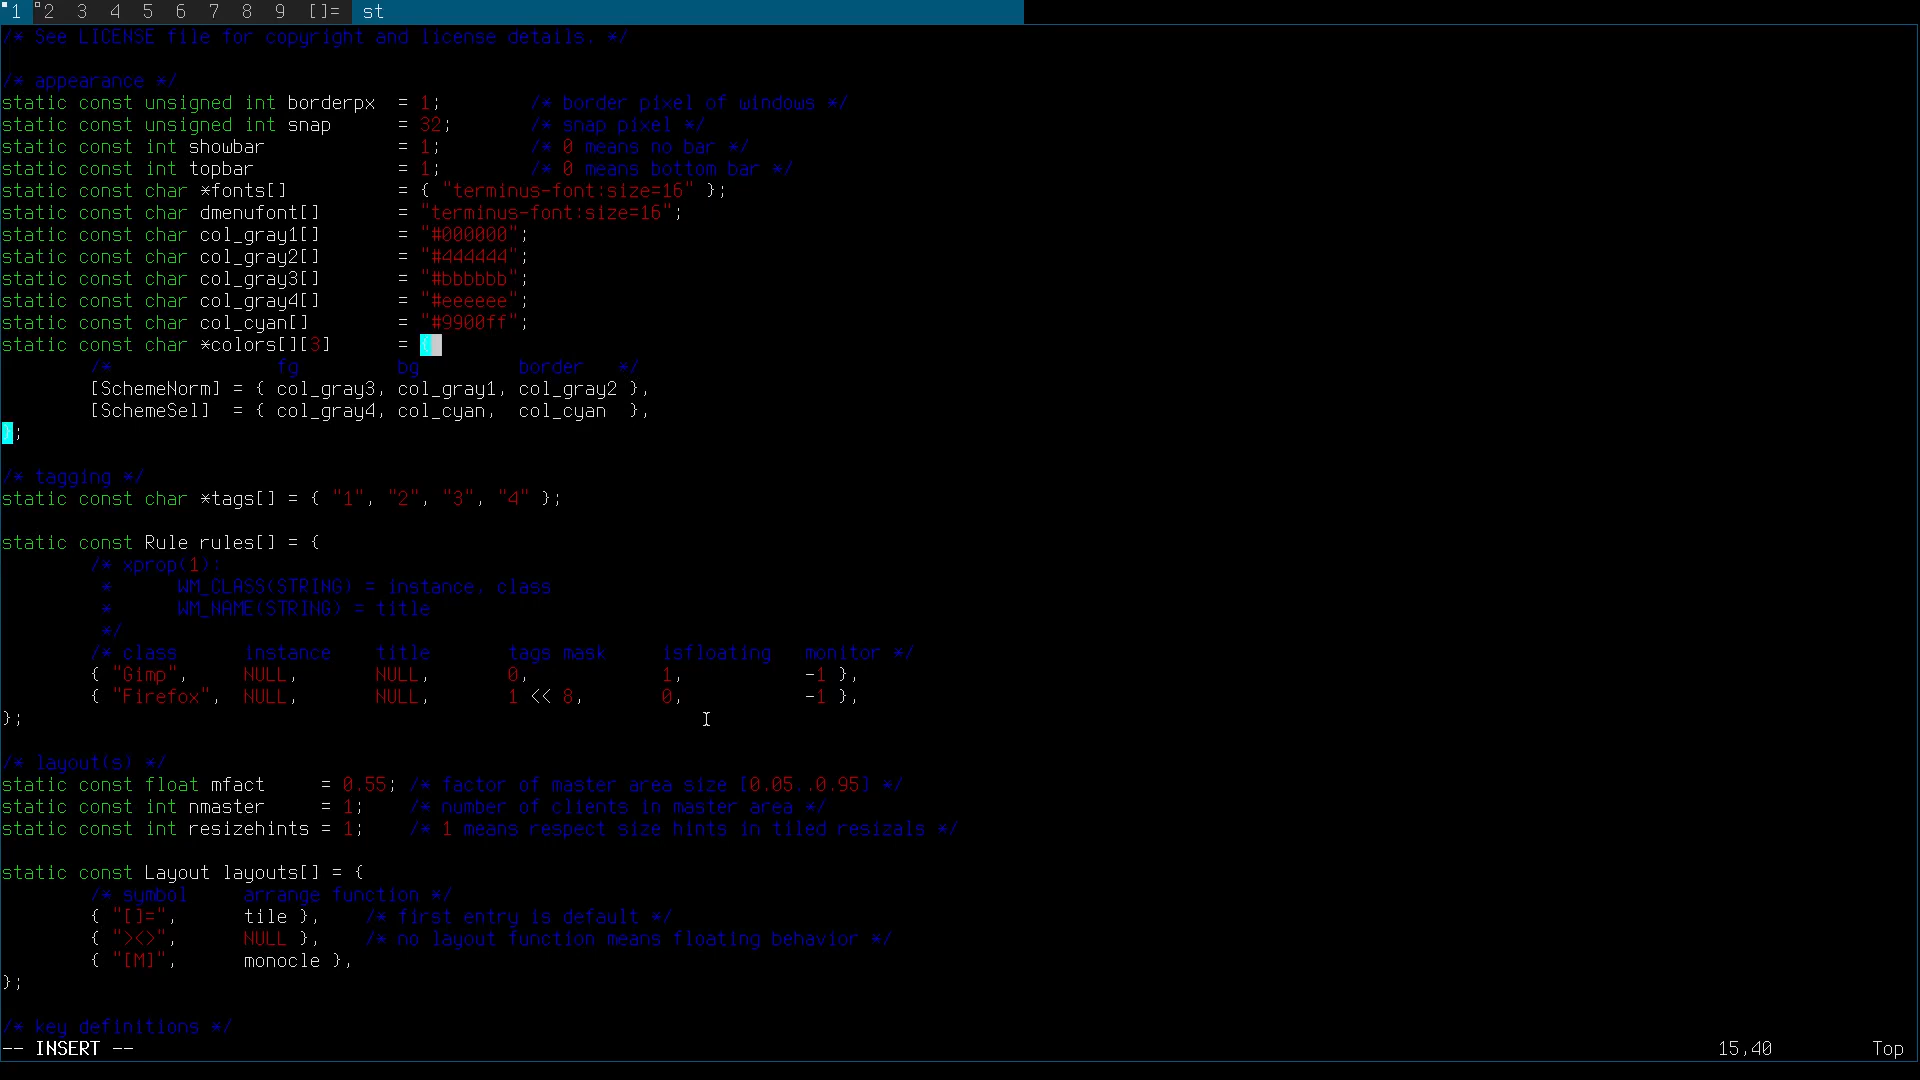 1 2 3 4 5 6 7 8 9 []= st
/* See LICENSE file for copyright and license details. */
/* appearance */
static const unsigned int borderpx  = 1;        /* border pixel of windows */
static const unsigned int snap      = 32;       /* snap pixel */
static const int showbar            = 1;        /* 0 means no bar */
static const int topbar             = 1;        /* 0 means bottom bar */
static const char *fonts[]          = { "terminus-font:size=16" };
static const char dmenufont[]       = "terminus-font:size=16";
static const char col_gray1[]       = "#000000";
static const char col_gray2[]       = "#444444";
static const char col_gray3[]       = "#bbbbbb";
static const char col_gray4[]       = "#eeeeee";
static const char col_cyan[]        = "#9900ff";
static const char *colors[][3]      = {
        /*               fg         bg         border   */
        [SchemeNorm] = { col_gray3, col_gray1, col_gray2 },
        [SchemeSel]  = { col_gray4, col_cyan,  col_cyan  },
};
/* tagging */
static const char *tags[] = { "1", "2", "3", "4" };
static const Rule rules[] = {
        /* xprop(1):
         *      WM_CLASS(STRING) = instance, class
         *      WM_NAME(STRING) = title
         */
        /* class      instance    title       tags mask     isfloating   monitor */
        { "Gimp",     NULL,       NULL,       0,            1,           -1 },
        { "Firefox",  NULL,       NULL,       1 << 8,       0,           -1 },
};
/* layout(s) */
static const float mfact     = 0.55; /* factor of master area size [0.05..0.95] */
static const int nmaster     = 1;    /* number of clients in master area */
static const int resizehints = 1;    /* 1 means respect size hints in tiled resizals */
static const Layout layouts[] = {
        /* symbol     arrange function */
        { "[]=",      tile },    /* first entry is default */
        { "><>",      NULL },    /* no layout function means floating behavior */
        { "[M]",      monocle },
};
/* key definitions */
-- INSERT -- 15,40 Top